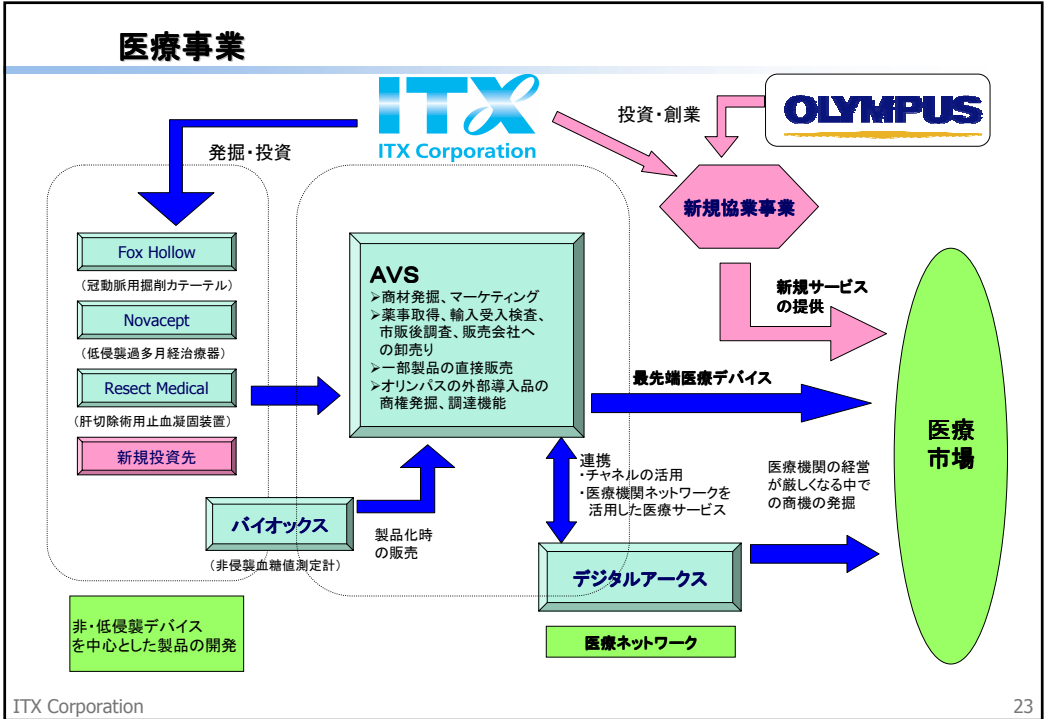 医療事業
ITX
ITX Corporation
投資・創業
OLYMPUS
発掘・投資
新規協業事業
Fox Hollow
（冠動脈用掘削カテーテル）
Novacept
（低侵襲過多月経治療器）
Resect Medical
（肝切除術用止血凝固装置）
新規投資先
AVS
➢商材発掘、マーケティング
➢薬事取得、輸入受入検査、
市販後調査、販売会社へ
の卸売り
➢一部製品の直接販売
➢オリンパスの外部導入品の
商権発掘、調達機能
新規サービス
の提供
最先端医療デバイス
医療
市場
連携
・チャネルの活用
・医療機関ネットワークを
活用した医療サービス
医療機関の経営
が厳しくなる中で
の商機の発掘
バイオックス
（非侵襲血糖値測定計）
製品化時
の販売
デジタルアークス
非・低侵襲デバイス
を中心とした製品の開発
医療ネットワーク
ITX Corporation
23